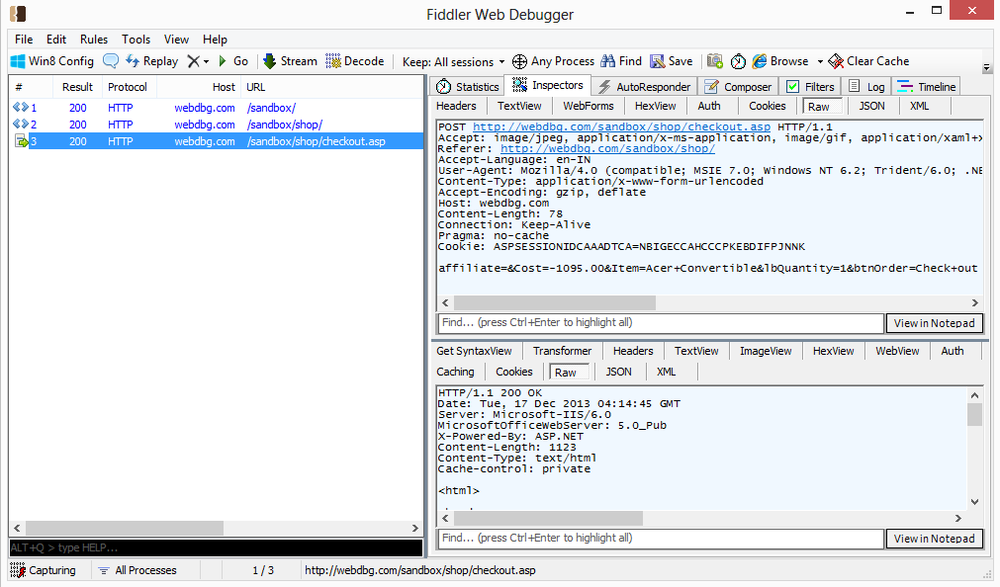 Fiddler Web Debugger
File Edit Rules Tools View Help
Win8 Config Replay Go Stream Decode Keep: All sessions Any Process Find Save Browse Clear Cache
# Result Protocol Host URL
1 200 HTTP webdbg.com /sandbox/
2 200 HTTP webdbg.com /sandbox/shop/
3 200 HTTP webdbg.com /sandbox/shop/checkout.asp
Statistics Inspectors AutoResponder Composer Filters Log Timeline
Headers TextView WebForms HexView Auth Cookies Raw JSON XML
POST http://webdbg.com/sandbox/shop/checkout.asp HTTP/1.1
Accept: image/jpeg, application/x-ms-application, image/gif, application/xaml+x
Referer: http://webdbg.com/sandbox/shop/
Accept-Language: en-IN
User-Agent: Mozilla/4.0 (compatible; MSIE 7.0; Windows NT 6.2; Trident/6.0; .NE
Content-Type: application/x-www-form-urlencoded
Accept-Encoding: gzip, deflate
Host: webdbg.com
Content-Length: 78
Connection: Keep-Alive
Pragma: no-cache
Cookie: ASPSESSIONIDCAAADTCA=NBIGECCAHCCCPKEBDIFPJNNK
affiliate=&Cost=-1095.00&Item=Acer+Convertible&lbQuantity=1&btnOrder=Check+out
Find... (press Ctrl+Enter to highlight all) View in Notepad
Get SyntaxView Transformer Headers TextView ImageView HexView WebView Auth
Caching Cookies Raw JSON XML
HTTP/1.1 200 OK
Date: Tue, 17 Dec 2013 04:14:45 GMT
Server: Microsoft-IIS/6.0
MicrosoftOfficeWebServer: 5.0_Pub
X-Powered-By: ASP.NET
Content-Length: 1123
Content-Type: text/html
Cache-control: private
<html>
Find... (press Ctrl+Enter to highlight all) View in Notepad
ALT+Q > type HELP...
Capturing All Processes 1 / 3 http://webdbg.com/sandbox/shop/checkout.asp